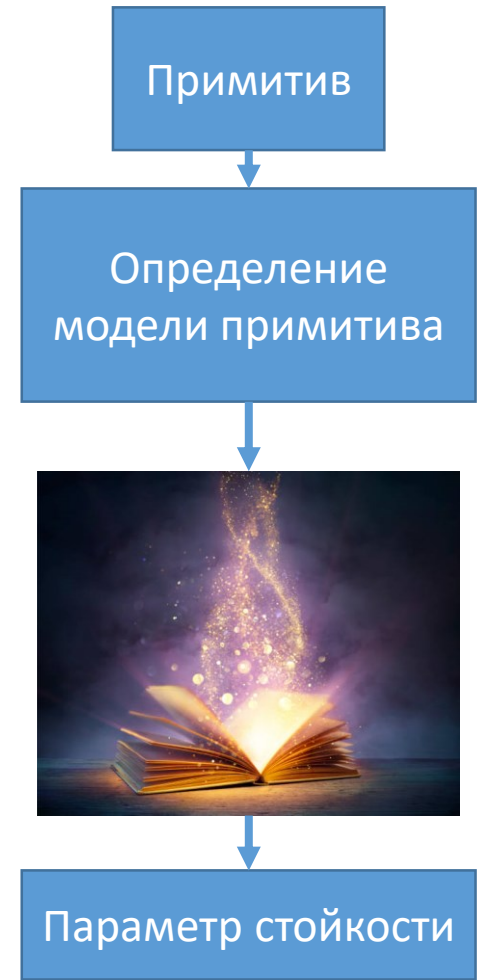 Примитив
Определение
модели примитива
Параметр стойкости